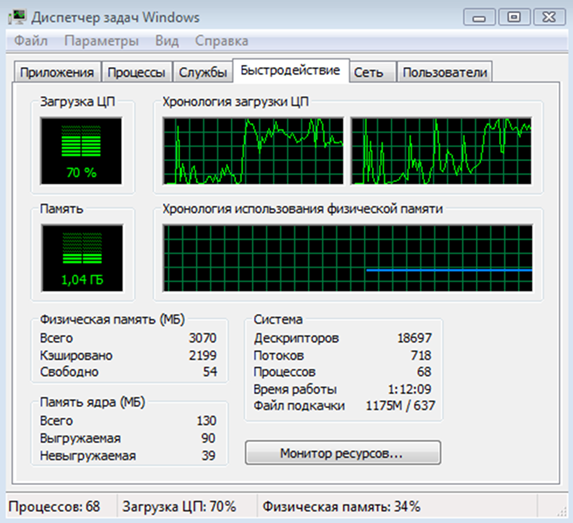 Диспетчер задач Windows
Файл Параметры Вид Справка
Приложения Процессы Службы Быстродействие Сеть Пользователи
Загрузка ЦП Хронология загрузки ЦП
70 %
Память Хронология использования физической памяти
1,04 ГБ
Физическая память (МБ)
Всего 3070
Кэшировано 2199
Свободно 54
Память ядра (МБ)
Всего 130
Выгружаемая 90
Невыгружаемая 39
Система
Дескрипторов 18697
Потоков 718
Процессов 68
Время работы 1:12:09
Файл подкачки 1175M / 637
Монитор ресурсов...
Процессов: 68 Загрузка ЦП: 70% Физическая память: 34%